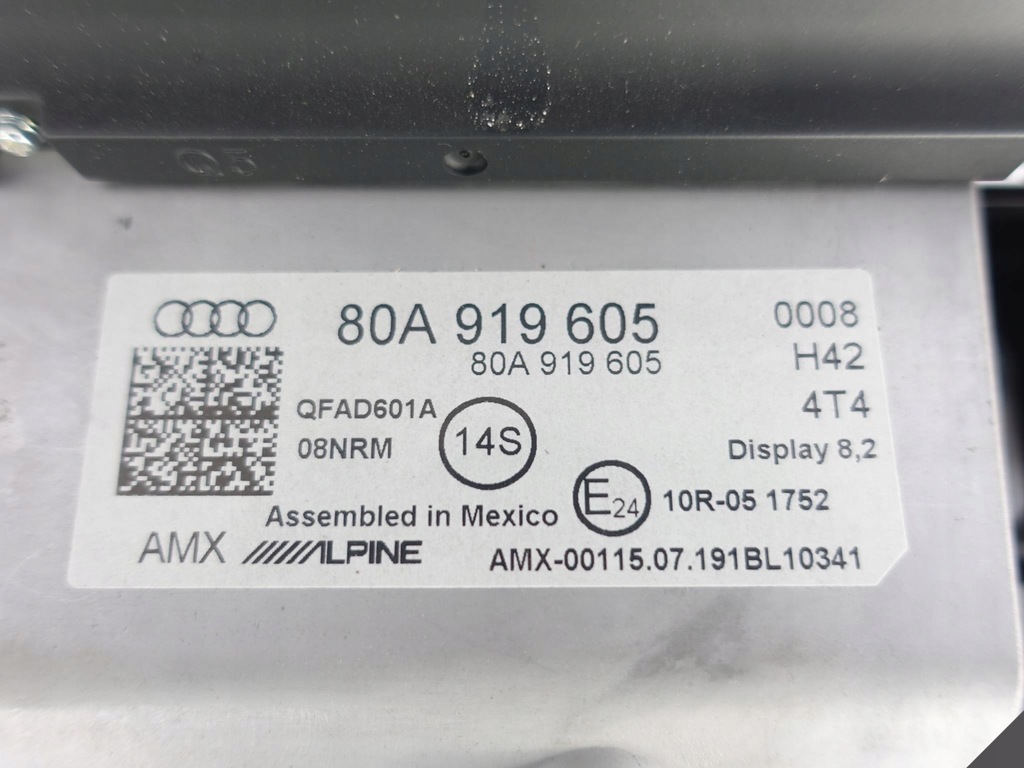 Q5
80A 919 605
0008
80A 919 605
H42
QFAD601A
14S
4T4
08NRM
Display 8,2
E24
10R-05 1752
Assembled in Mexico
AMX
ALPINE
AMX-00115.07.191BL10341